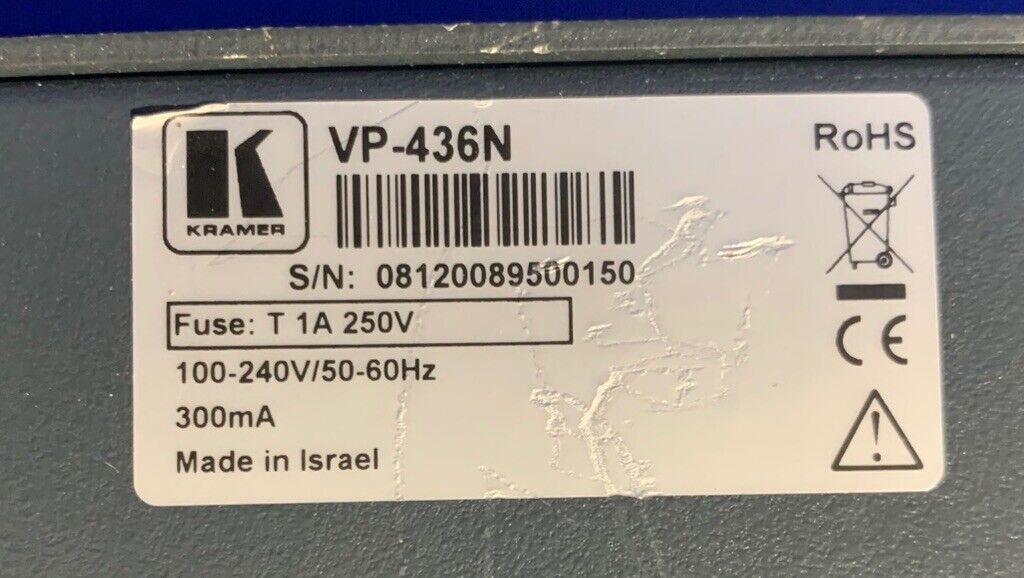 KRAMER
VP-436N
RoHS
S/N: 08120089500150
Fuse: T 1A 250V
100-240V/50-60Hz
300mA
Made in Israel
CE